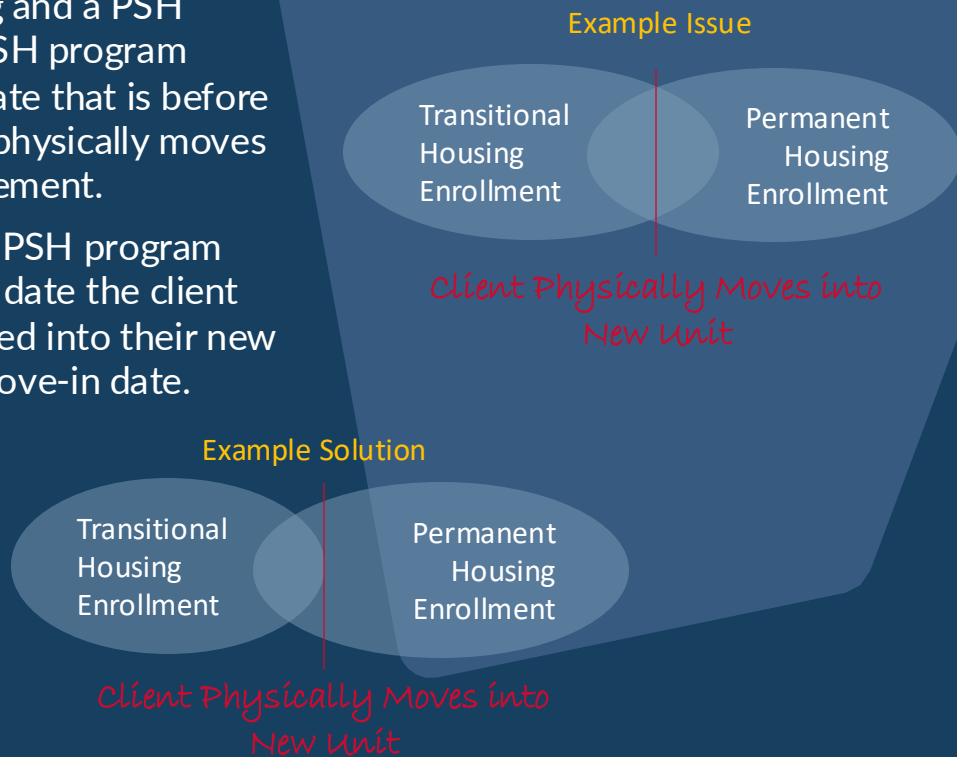 g and a PSH
SH program
ate that is before
physically moves
ement.
PSH program
date the client
ed into their new
ove-in date.
Example Issue
Transitional
Housing
Enrollment
Permanent
Housing
Enrollment
Client Physically Moves into
New Unit
Example Solution
Transitional
Housing
Enrollment
Permanent
Housing
Enrollment
Client Physically Moves into
New Unit